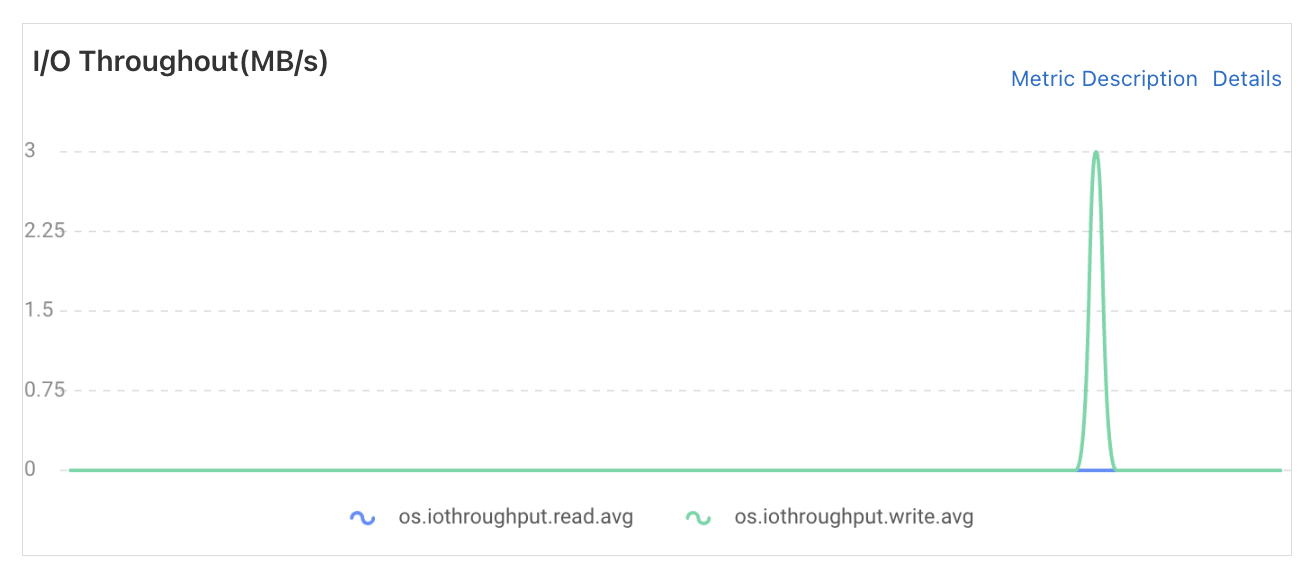 I/O Throughout(MB/s)
Metric Description Details
3
2.25
1.5
0.75
0
os.iothroughput.read.avg os.iothroughput.write.avg